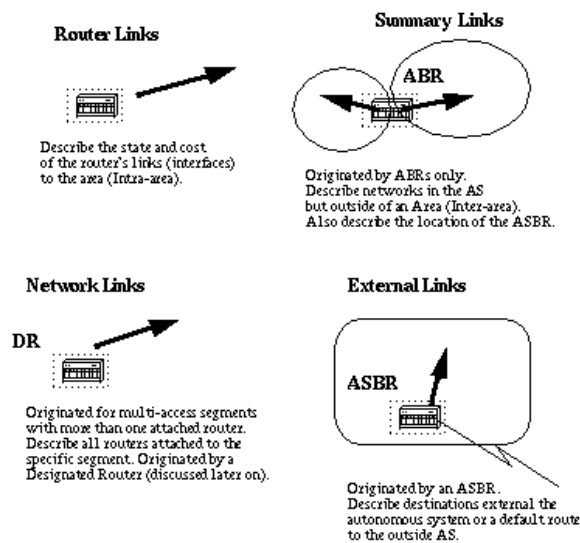 Router Links
Describe the state and cost
of the router's links (interfaces)
to the area (Intra-area).
Summary Links
ABR
Originated by ABRs only.
Describe networks in the AS
but outside of an Area (Inter-area).
Also describe the location of the ASBR.
Network Links
DR
Originated for multi-access segments
with more than one attached router.
Describe all routers attached to the
specific segment. Originated by a
Designated Router (discussed later on).
External Links
ASBR
Originated by an ASBR.
Describe destinations external the
autonomous system or a default route
to the outside AS.